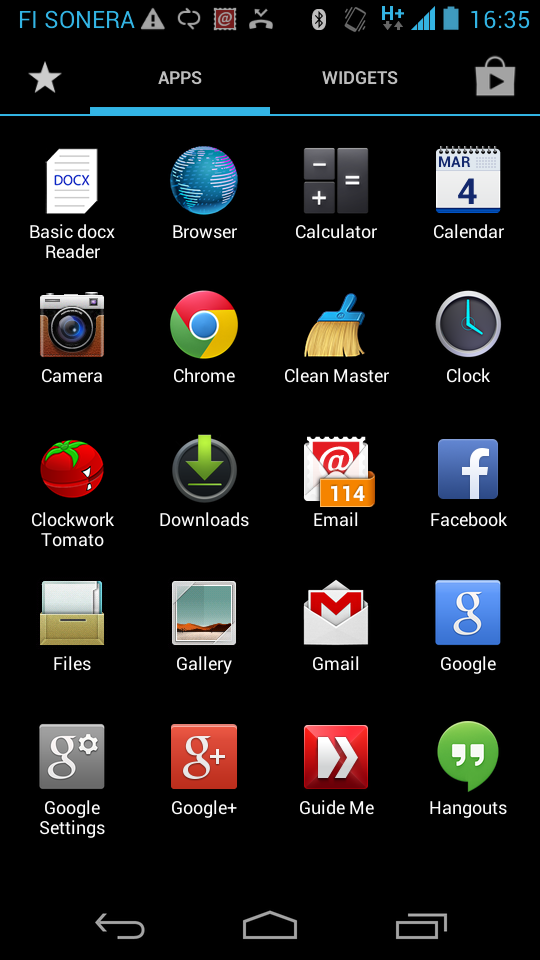 FI SONERA H+ 16:35
APPS WIDGETS
DOCX MAR 4
Basic docx Reader Browser Calculator Calendar
Camera Chrome Clean Master Clock
@ 114 f
Clockwork Tomato Downloads Email Facebook
M g
Files Gallery Gmail Google
g g+
Google Settings Google+ Guide Me Hangouts